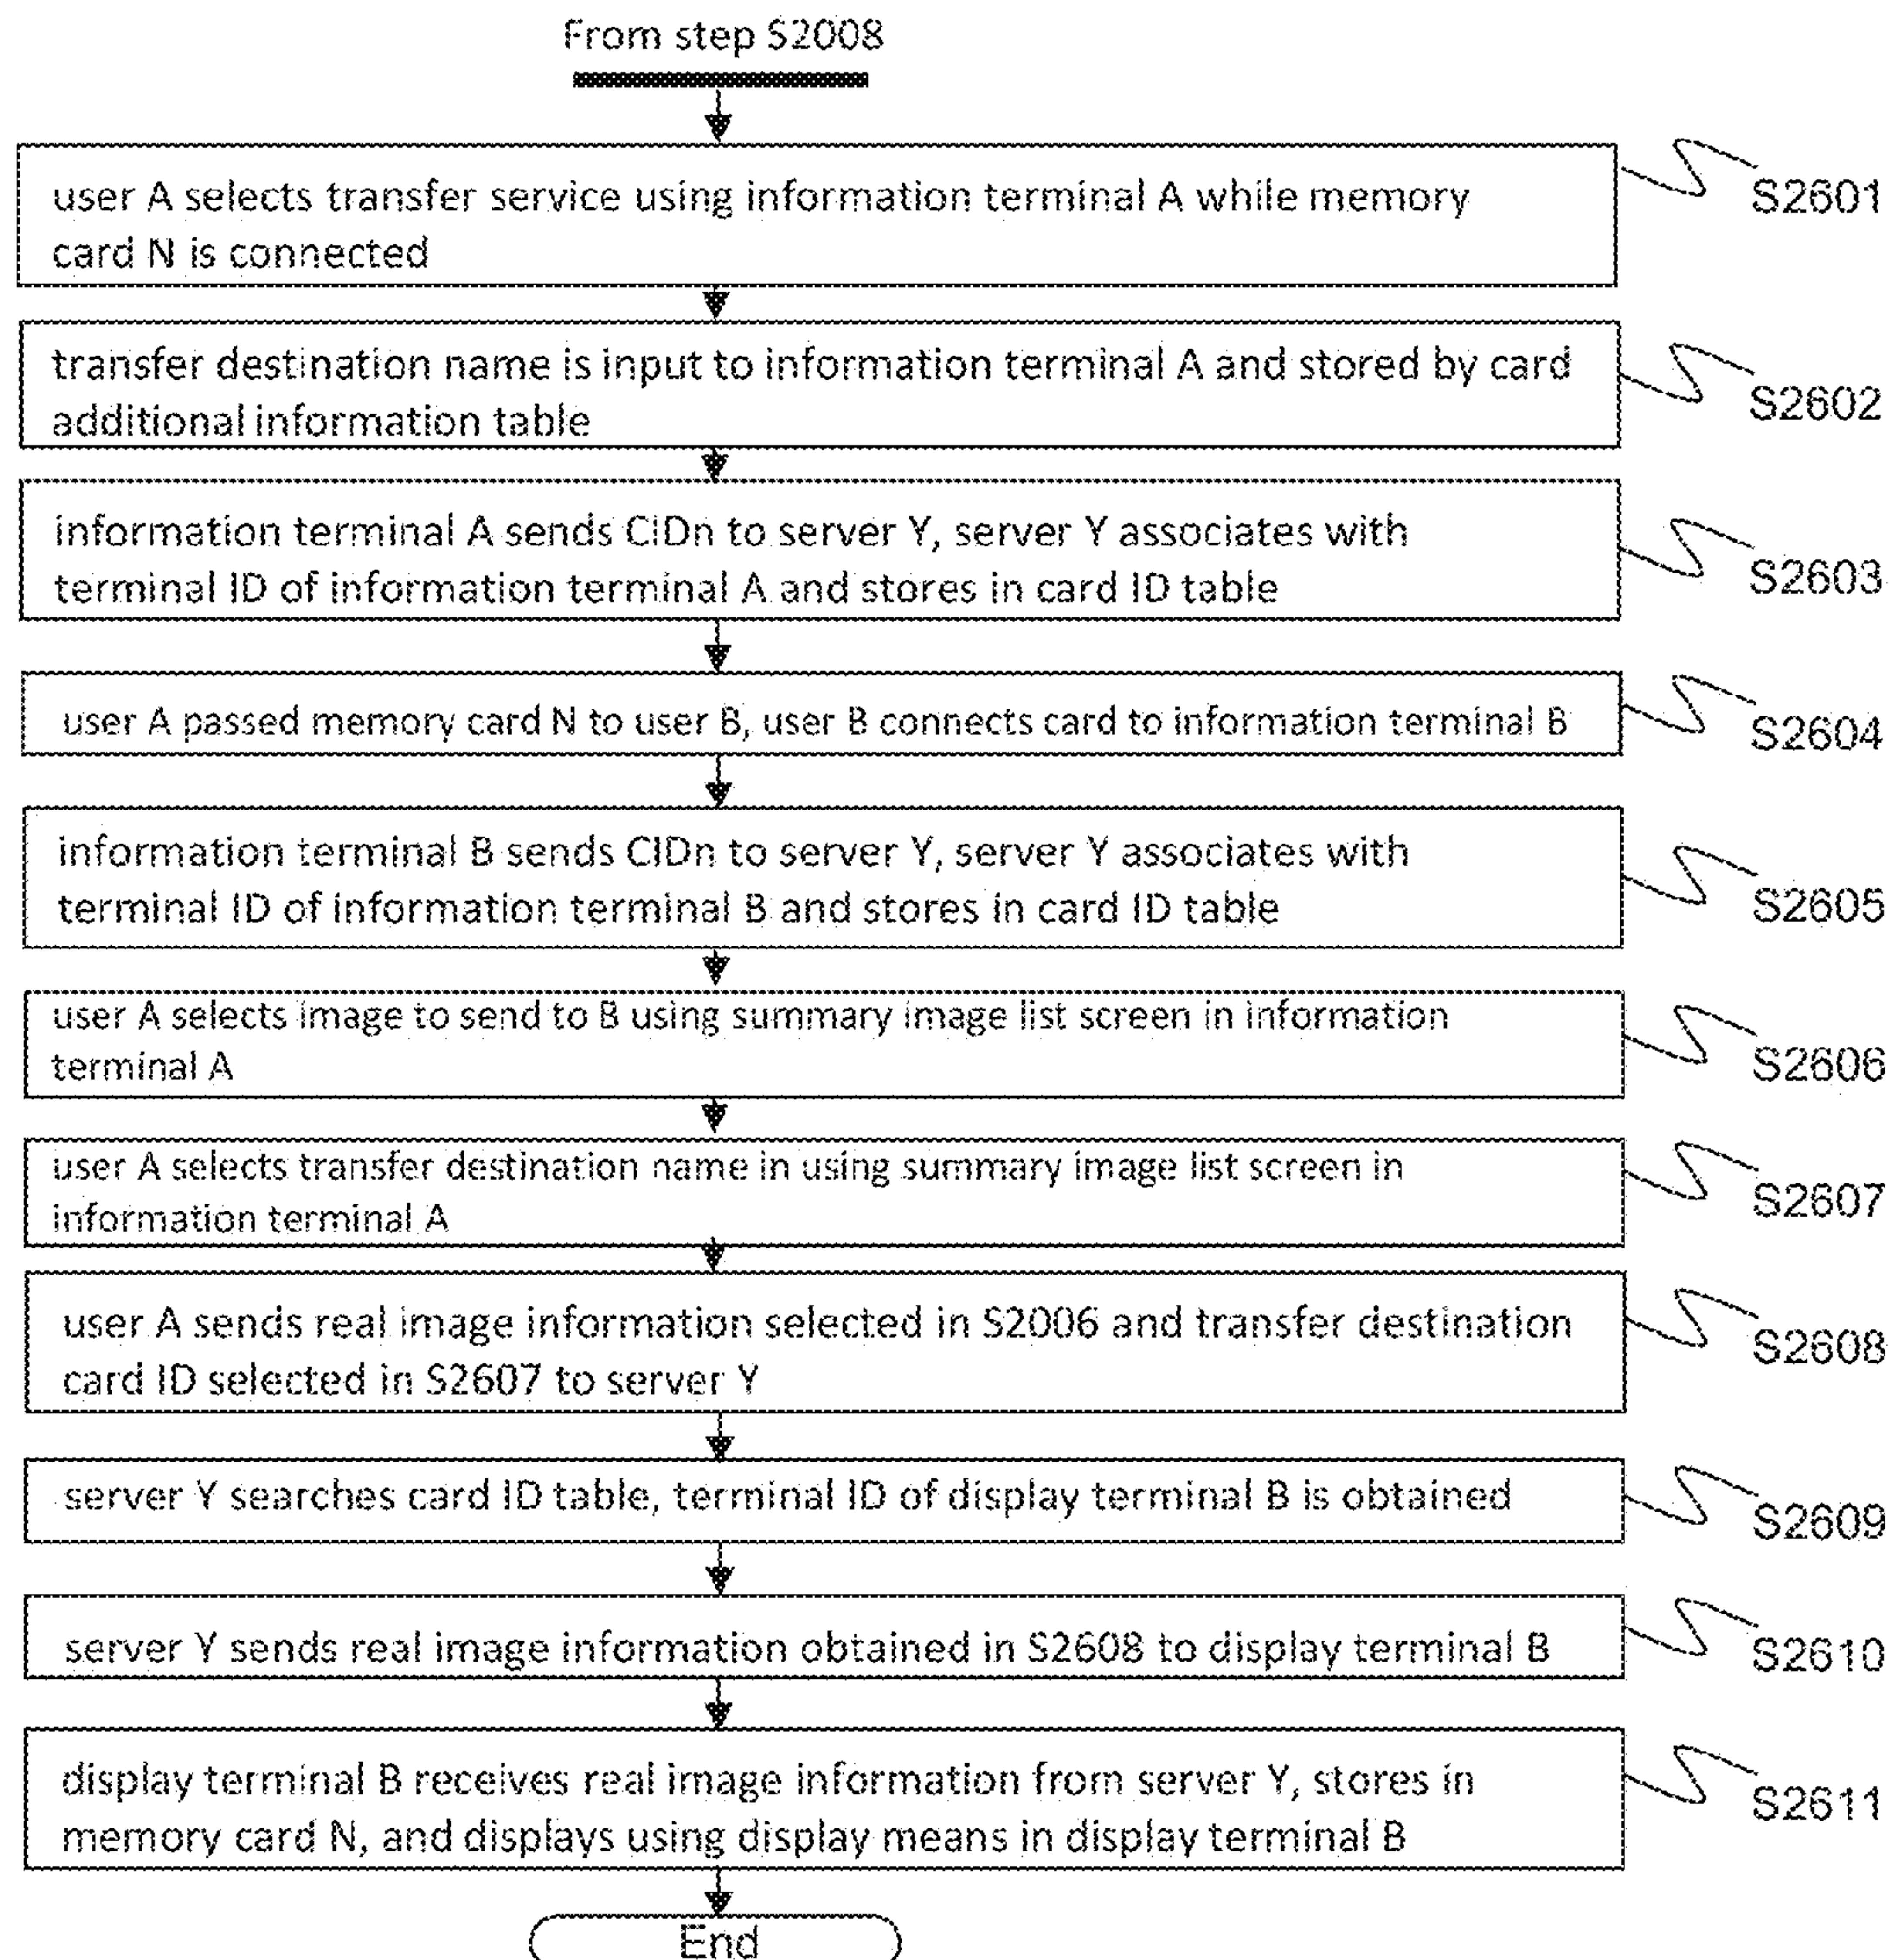 From step S2008
user A selects transfer service using information terminal A while memory
card N is connected
S2601
transfer destination name is input to information terminal A and stored by card
additional information table
S2602
information terminal A sends CIDn to server Y, server Y associates with
terminal ID of information terminal A and stores in card ID table
S2603
user A passed memory card N to user B, user B connects card to information terminal B
S2604
information terminal B sends CIDn to server Y, server Y associates with
terminal ID of information terminal B and stores in card ID table
S2605
user A selects image to send to B using summary image list screen in information
terminal A
S2606
user A selects transfer destination name in using summary image list screen in
information terminal A
S2607
user A sends real image information selected in S2006 and transfer destination
card ID selected in S2607 to server Y
S2608
server Y searches card ID table, terminal ID of display terminal B is obtained
S2609
server Y sends real image information obtained in S2608 to display terminal B
S2610
display terminal B receives real image information from server Y, stores in
memory card N, and displays using display means in display terminal B
S2611
End